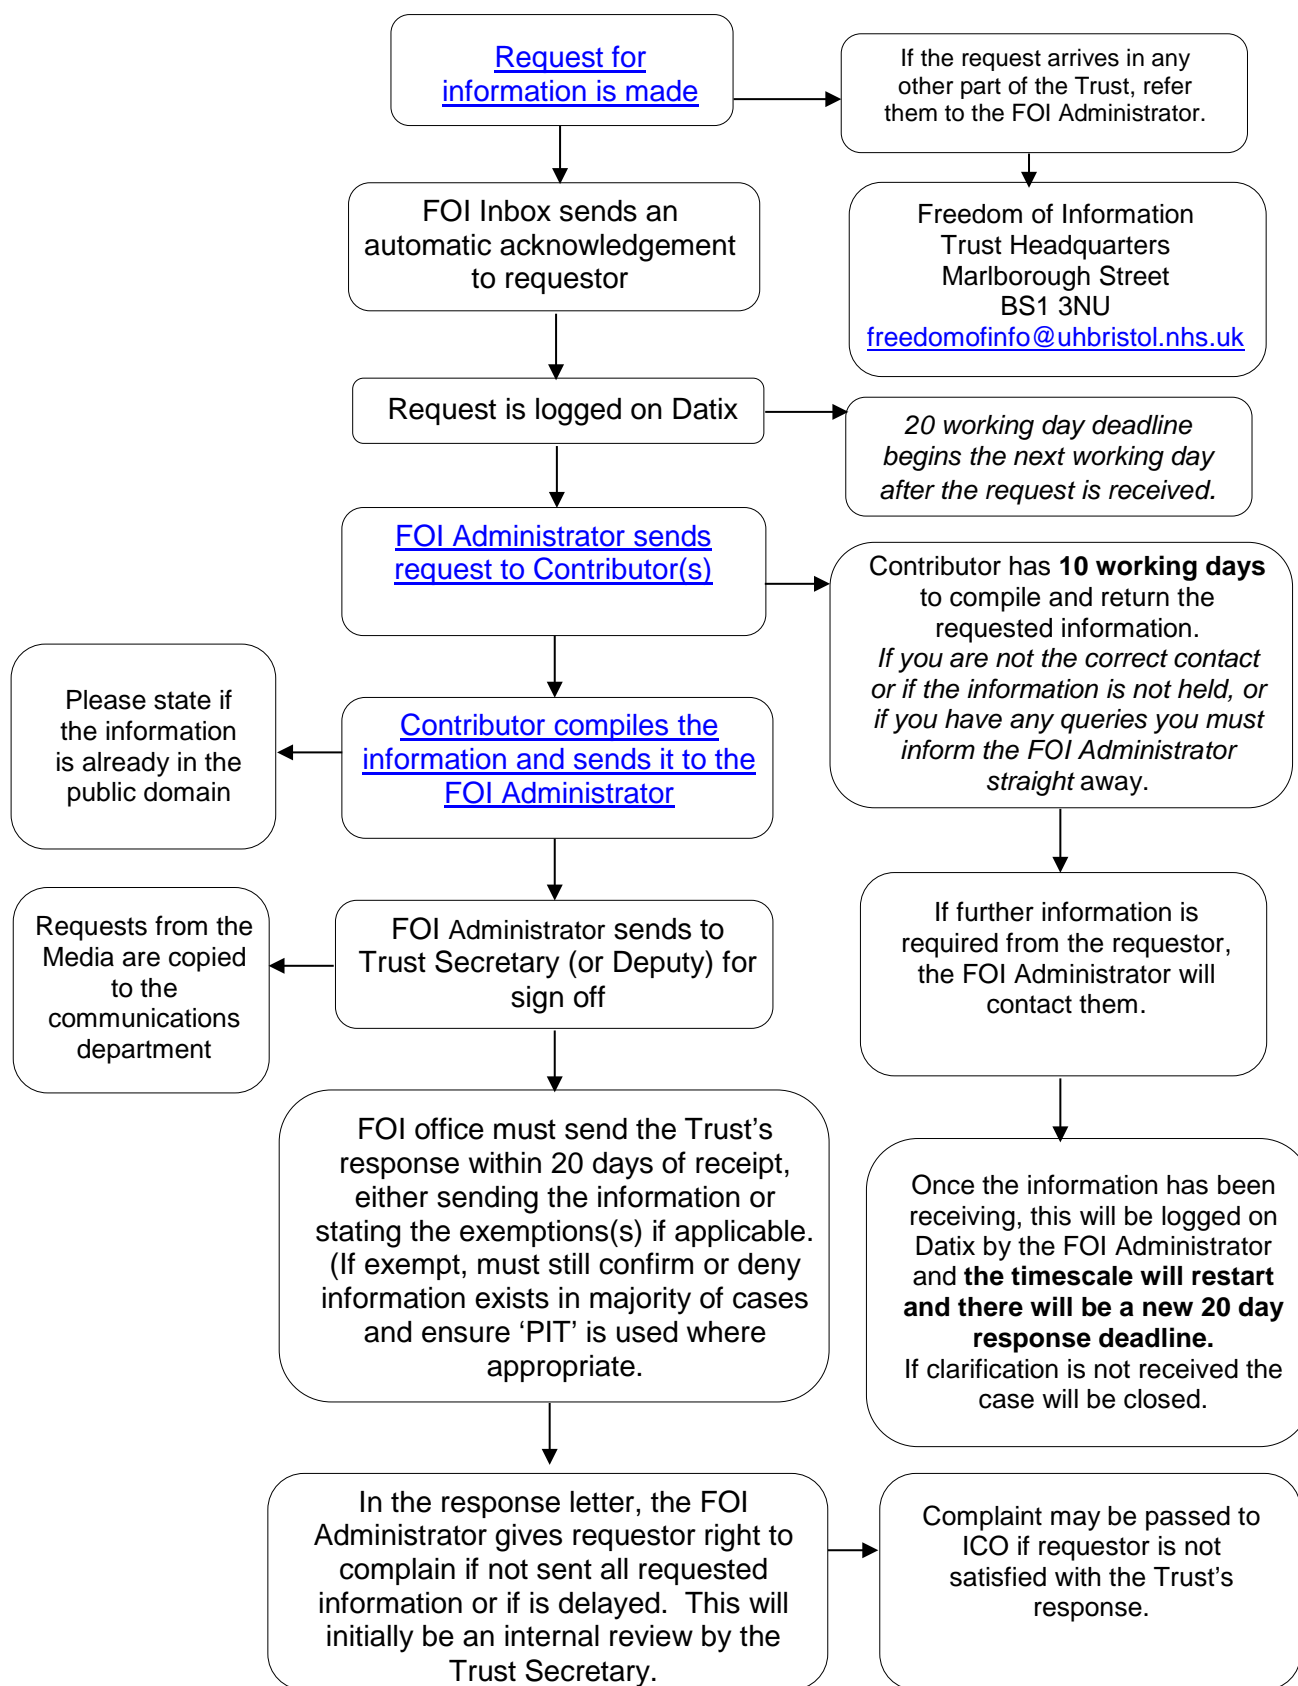 Request for
information is made
If the request arrives in any
other part of the Trust, refer
them to the FOI Administrator.
FOI Inbox sends an
automatic acknowledgement
to requestor
Freedom of Information
Trust Headquarters
Marlborough Street
BS1 3NU
freedomofinfo@uhbristol.nhs.uk
Request is logged on Datix
20 working day deadline
begins the next working day
after the request is received.
FOI Administrator sends
request to Contributor(s)
Contributor has 10 working days
to compile and return the
requested information.
If you are not the correct contact
or if the information is not held, or
if you have any queries you must
inform the FOI Administrator
straight away.
Please state if
the information
is already in the
public domain
Contributor compiles the
information and sends it to the
FOI Administrator
Requests from the
Media are copied
to the
communications
department
FOI Administrator sends to
Trust Secretary (or Deputy) for
sign off
If further information is
required from the requestor,
the FOI Administrator will
contact them.
FOI office must send the Trust’s
response within 20 days of receipt,
either sending the information or
stating the exemptions(s) if applicable.
(If exempt, must still confirm or deny
information exists in majority of cases
and ensure ‘PIT’ is used where
appropriate.
Once the information has been
receiving, this will be logged on
Datix by the FOI Administrator
and the timescale will restart
and there will be a new 20 day
response deadline.
If clarification is not received the
case will be closed.
In the response letter, the FOI
Administrator gives requestor right to
complain if not sent all requested
information or if is delayed.  This will
initially be an internal review by the
Trust Secretary.
Complaint may be passed to
ICO if requestor is not
satisfied with the Trust’s
response.